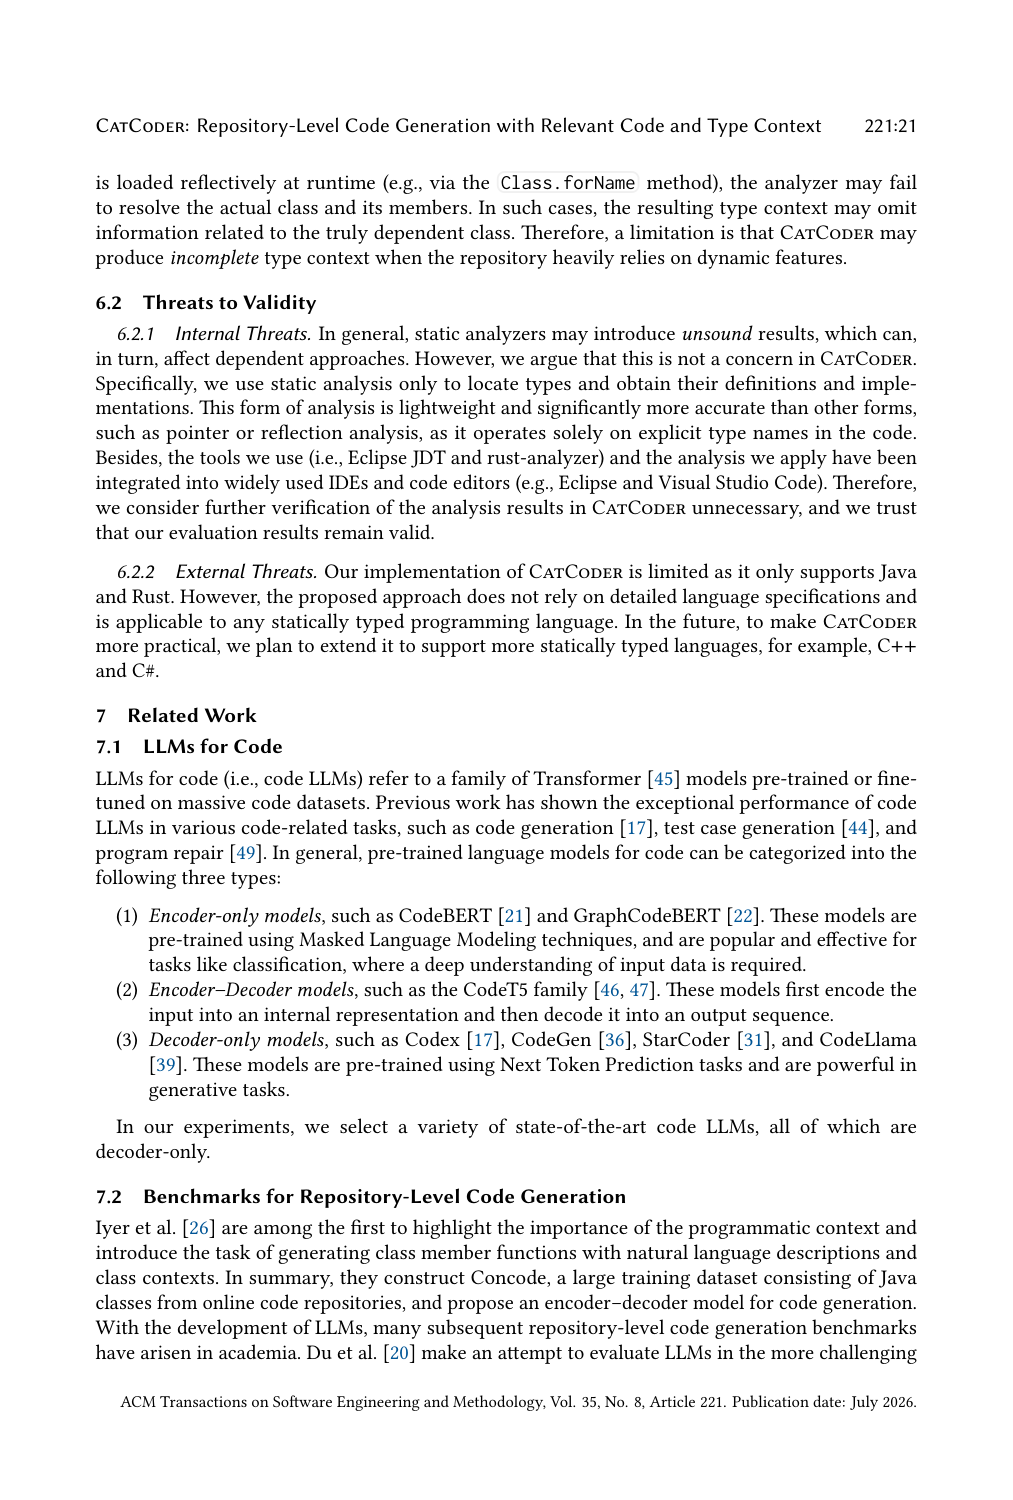 CATCODER: Repository-Level Code Generation with Relevant Code and Type Context 221:21
is loaded reflectively at runtime (e.g., via the Class.forName method), the analyzer may fail
to resolve the actual class and its members. In such cases, the resulting type context may omit
information related to the truly dependent class. Therefore, a limitation is that CATCODER may
produce incomplete type context when the repository heavily relies on dynamic features.
6.2 Threats to Validity
6.2.1 Internal Threats. In general, static analyzers may introduce unsound results, which can,
in turn, affect dependent approaches. However, we argue that this is not a concern in CATCODER.
Specifically, we use static analysis only to locate types and obtain their definitions and imple-
mentations. This form of analysis is lightweight and significantly more accurate than other forms,
such as pointer or reflection analysis, as it operates solely on explicit type names in the code.
Besides, the tools we use (i.e., Eclipse JDT and rust-analyzer) and the analysis we apply have been
integrated into widely used IDEs and code editors (e.g., Eclipse and Visual Studio Code). Therefore,
we consider further verification of the analysis results in CATCODER unnecessary, and we trust
that our evaluation results remain valid.
6.2.2 External Threats. Our implementation of CATCODER is limited as it only supports Java
and Rust. However, the proposed approach does not rely on detailed language specifications and
is applicable to any statically typed programming language. In the future, to make CATCODER
more practical, we plan to extend it to support more statically typed languages, for example, C++
and C#.
7 Related Work
7.1 LLMs for Code
LLMs for code (i.e., code LLMs) refer to a family of Transformer [45] models pre-trained or fine-
tuned on massive code datasets. Previous work has shown the exceptional performance of code
LLMs in various code-related tasks, such as code generation [17], test case generation [44], and
program repair [49]. In general, pre-trained language models for code can be categorized into the
following three types:
(1) Encoder-only models, such as CodeBERT [21] and GraphCodeBERT [22]. These models are
pre-trained using Masked Language Modeling techniques, and are popular and effective for
tasks like classification, where a deep understanding of input data is required.
(2) Encoder–Decoder models, such as the CodeT5 family [46, 47]. These models first encode the
input into an internal representation and then decode it into an output sequence.
(3) Decoder-only models, such as Codex [17], CodeGen [36], StarCoder [31], and CodeLlama
[39]. These models are pre-trained using Next Token Prediction tasks and are powerful in
generative tasks.
In our experiments, we select a variety of state-of-the-art code LLMs, all of which are
decoder-only.
7.2 Benchmarks for Repository-Level Code Generation
Iyer et al. [26] are among the first to highlight the importance of the programmatic context and
introduce the task of generating class member functions with natural language descriptions and
class contexts. In summary, they construct Concode, a large training dataset consisting of Java
classes from online code repositories, and propose an encoder–decoder model for code generation.
With the development of LLMs, many subsequent repository-level code generation benchmarks
have arisen in academia. Du et al. [20] make an attempt to evaluate LLMs in the more challenging
ACM Transactions on Software Engineering and Methodology, Vol. 35, No. 8, Article 221. Publication date: July 2026.